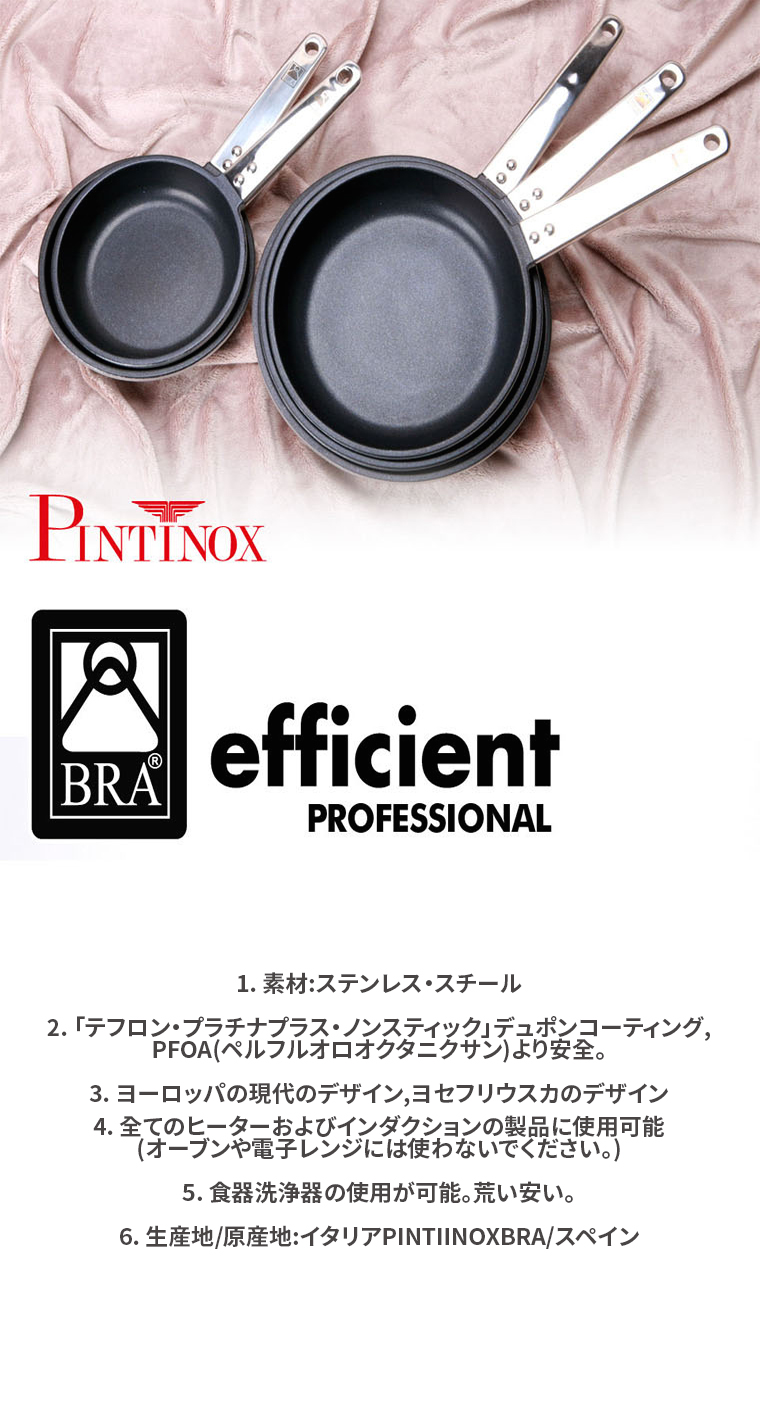 PINTINOX
BRA®
efficient
PROFESSIONAL
1. 素材:ステンレス・スチール
2. 「テフロン・プラチナプラス・ノンスティック」デュポンコーティング,
PFOA(ペルフルオロオクタニクサン)より安全。
3. ヨーロッパの現代のデザイン,ヨセフリウスカのデザイン
4. 全てのヒーターおよびインダクションの製品に使用可能
(オーブンや電子レンジには使わないでください。)
5. 食器洗浄器の使用が可能。荒い安い。
6. 生産地/原産地:イタリアPINTIINOXBRA/スペイン